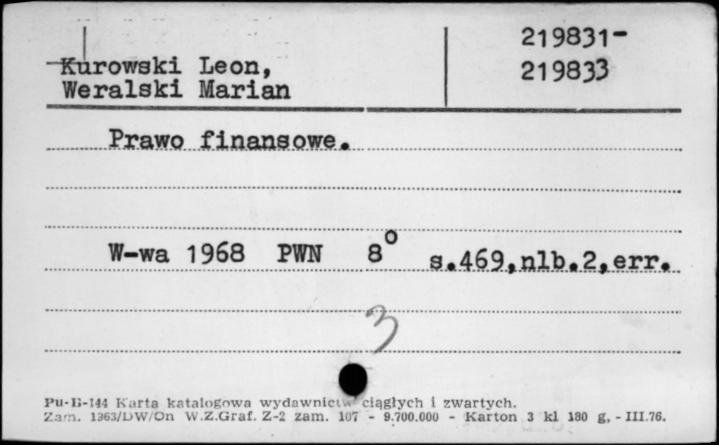 219831-
219833
Kurowski Leon,
Weralski Marian
Prawo finansowe.
W-wa 1968 PWN 8° s.469,nlb.2,err.
3
Pu-B-144 Karta katalogowa wydawnictw ciągłych i zwartych.
Zam. 1363/DW/On W.Z.Graf. Z-2 zam. 107 - 9.700.000 - Karton 3 kl 180 g, - III.76.